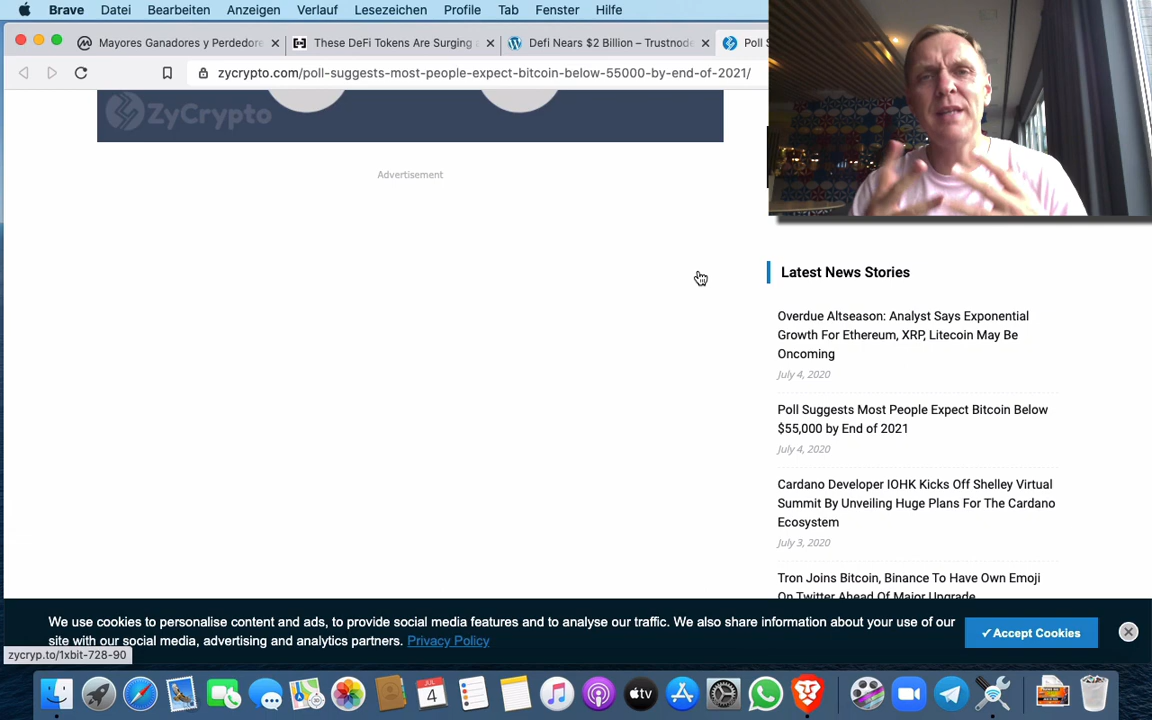 Brave Datei Bearbeiten Anzeigen Verlauf Lesezeichen Profile Tab Fenster Hilfe
Mayores Ganadores y Perdedore
These DeFi Tokens Are Surging
Defi Nears $2 Billion – Trustnode
Poll S
zycrypto.com/poll-suggests-most-people-expect-bitcoin-below-55000-by-end-of-2021/
ZyCrypto
Advertisement
Latest News Stories
Overdue Altseason: Analyst Says Exponential
Growth For Ethereum, XRP, Litecoin May Be
Oncoming
July 4, 2020
Poll Suggests Most People Expect Bitcoin Below
$55,000 by End of 2021
July 4, 2020
Cardano Developer IOHK Kicks Off Shelley Virtual
Summit By Unveiling Huge Plans For The Cardano
Ecosystem
July 3, 2020
Tron Joins Bitcoin, Binance To Have Own Emoji
On Twitter Ahead Of Major Upgrade
We use cookies to personalise content and ads, to provide social media features and to analyse our traffic. We also share information about your use of our
site with our social media, advertising and analytics partners. Privacy Policy
✔Accept Cookies
zycryp.to/1xbit-728-90
JUL
4
tv